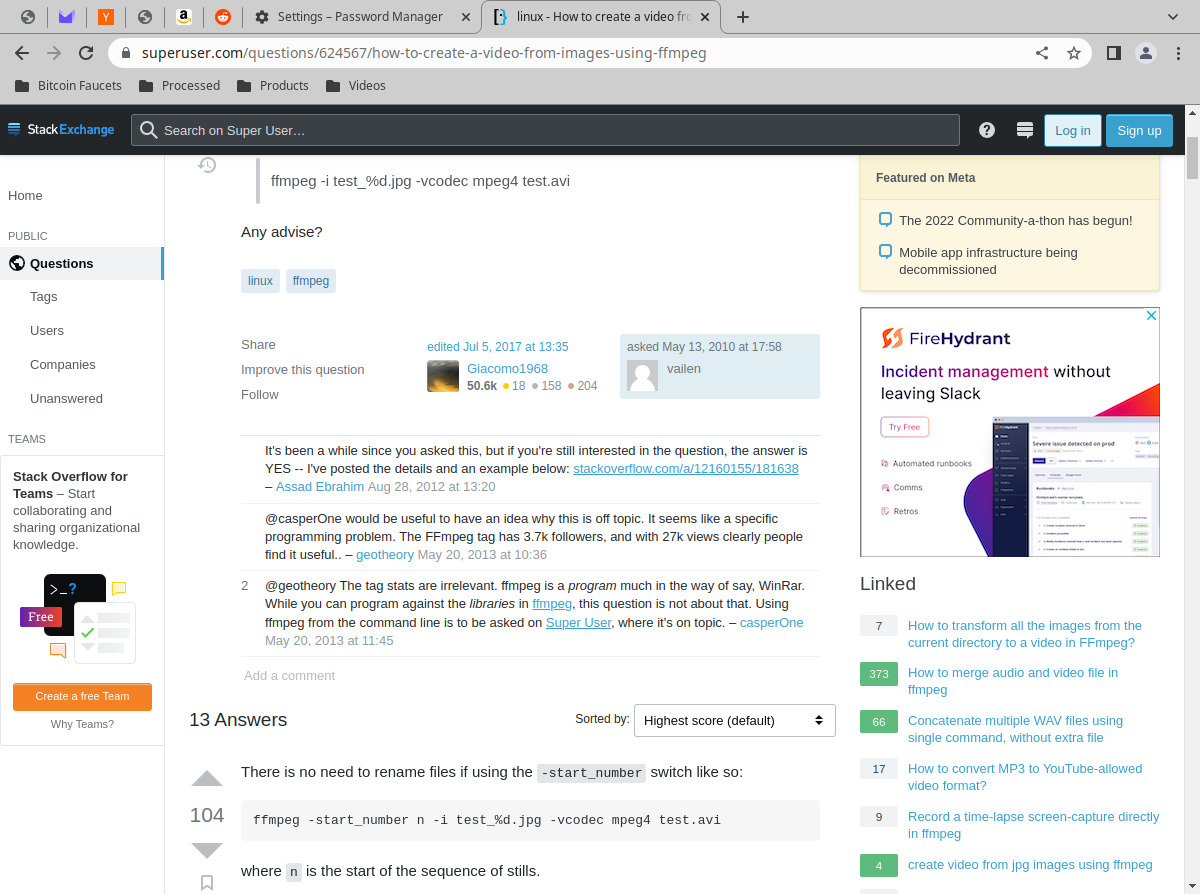 Settings – Password Manager
linux - How to create a video fro
superuser.com/questions/624567/how-to-create-a-video-from-images-using-ffmpeg
Bitcoin Faucets
Processed
Products
Videos
StackExchange
Search on Super User…
Log in
Sign up
Home
PUBLIC
Questions
Tags
Users
Companies
Unanswered
TEAMS
Stack Overflow for
Teams – Start
collaborating and
sharing organizational
knowledge.
>_?
Free
Create a free Team
Why Teams?
ffmpeg -i test_%d.jpg -vcodec mpeg4 test.avi
Any advise?
linux
ffmpeg
Share
Improve this question
Follow
edited Jul 5, 2017 at 13:35
Giacomo1968
50.6k 18 158 204
asked May 13, 2010 at 17:58
vailen
It's been a while since you asked this, but if you're still interested in the question, the answer is
YES -- I've posted the details and an example below: stackoverflow.com/a/12160155/181638
– Assad Ebrahim Aug 28, 2012 at 13:20
@casperOne would be useful to have an idea why this is off topic. It seems like a specific
programming problem. The FFmpeg tag has 3.7k followers, and with 27k views clearly people
find it useful.. – geotheory May 20, 2013 at 10:36
2 @geotheory The tag stats are irrelevant. ffmpeg is a program much in the way of say, WinRar.
While you can program against the libraries in ffmpeg, this question is not about that. Using
ffmpeg from the command line is to be asked on Super User, where it's on topic. – casperOne
May 20, 2013 at 11:45
Add a comment
13 Answers
Sorted by:
Highest score (default)
There is no need to rename files if using the -start_number switch like so:
104
ffmpeg -start_number n -i test_%d.jpg -vcodec mpeg4 test.avi
where n is the start of the sequence of stills.
Featured on Meta
The 2022 Community-a-thon has begun!
Mobile app infrastructure being
decommissioned
FireHydrant
Incident management without
leaving Slack
Try Free
Automated runbooks
Comms
Retros
Severe issue detected on prod
Linked
7 How to transform all the images from the
current directory to a video in FFmpeg?
373 How to merge audio and video file in
ffmpeg
66 Concatenate multiple WAV files using
single command, without extra file
17 How to convert MP3 to YouTube-allowed
video format?
9 Record a time-lapse screen-capture directly
in ffmpeg
4 create video from jpg images using ffmpeg